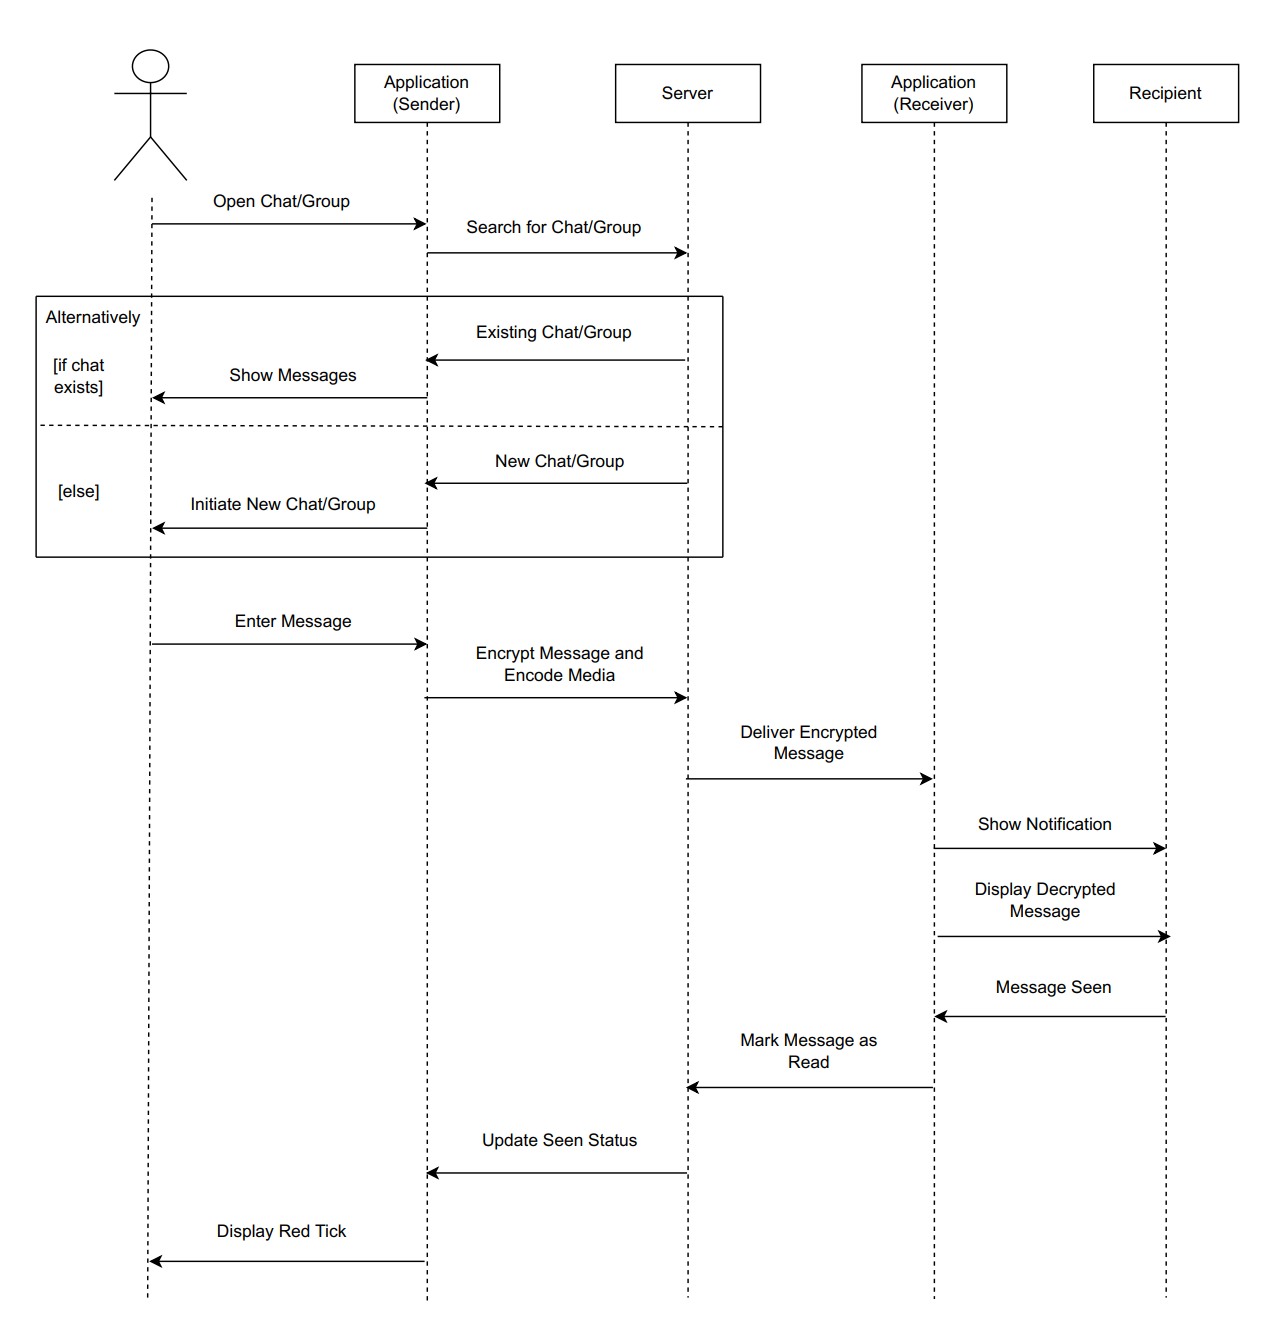 Application
(Sender)
Server
Application
(Receiver)
Recipient
Open Chat/Group
Search for Chat/Group
Alternatively
Existing Chat/Group
[if chat
exists]
Show Messages
New Chat/Group
[else]
Initiate New Chat/Group
Enter Message
Encrypt Message and
Encode Media
Deliver Encrypted
Message
Show Notification
Display Decrypted
Message
Message Seen
Mark Message as
Read
Update Seen Status
Display Red Tick